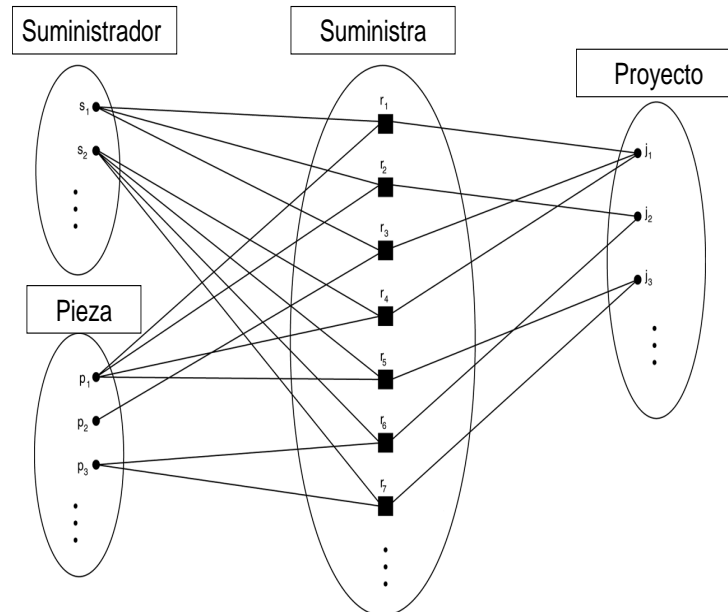 Suministrador
Suministra
Proyecto
s1
s2
Pieza
p1
p2
p3
r1
r2
r3
r4
r5
r6
r7
j1
j2
j3